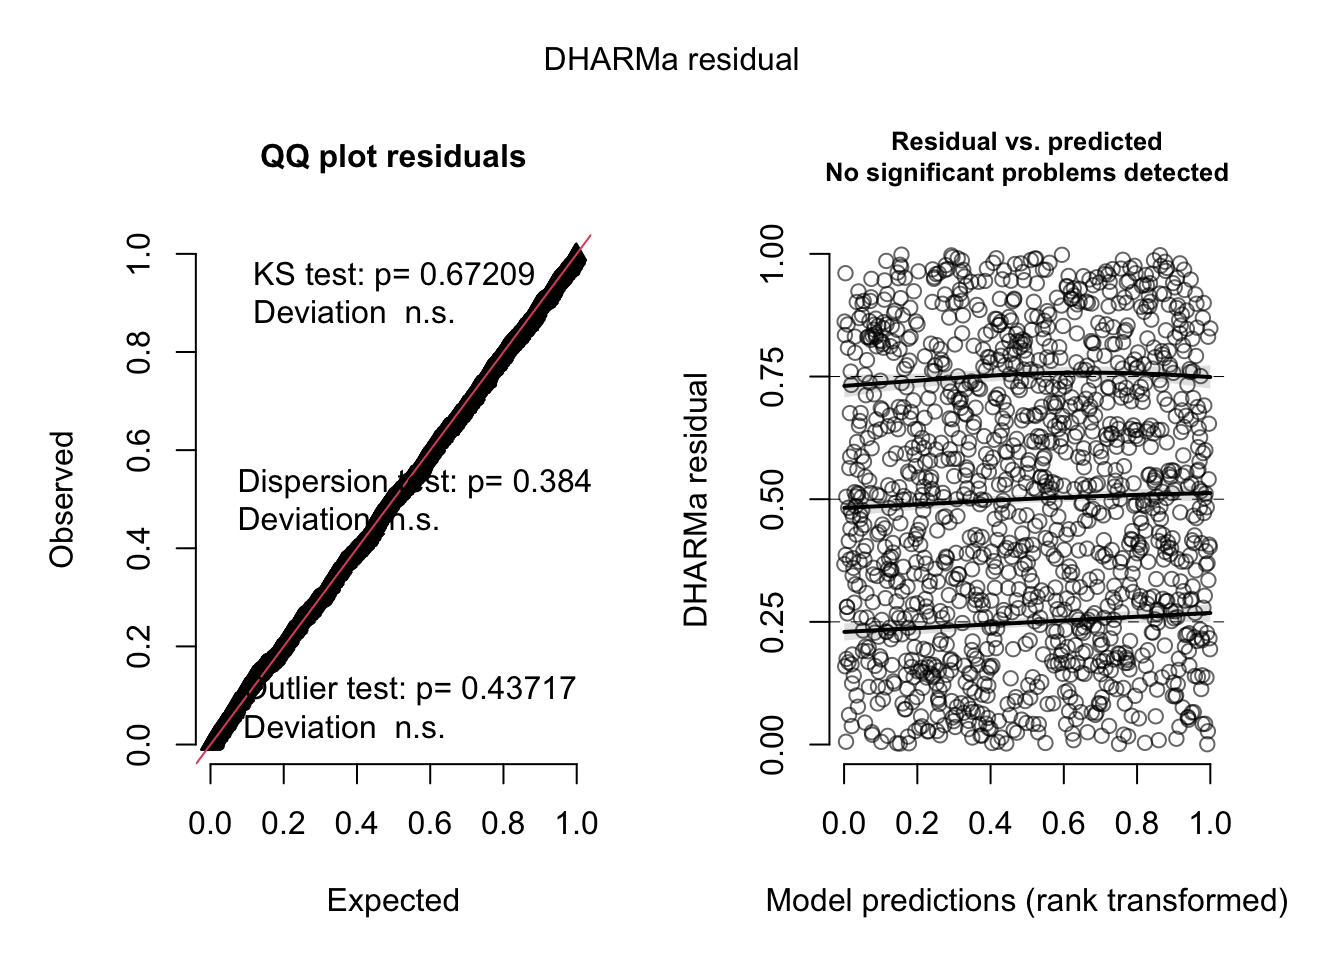 DHARMa residual
QQ plot residuals
KS test: p= 0.67209
Deviation  n.s.
Dispersion test: p= 0.384
Deviation  n.s.
Outlier test: p= 0.43717
Deviation  n.s.
Observed
0.0 0.2 0.4 0.6 0.8 1.0
0.0 0.2 0.4 0.6 0.8 1.0
Expected
Residual vs. predicted
No significant problems detected
DHARMa residual
0.00 0.25 0.50 0.75 1.00
0.0 0.2 0.4 0.6 0.8 1.0
Model predictions (rank transformed)